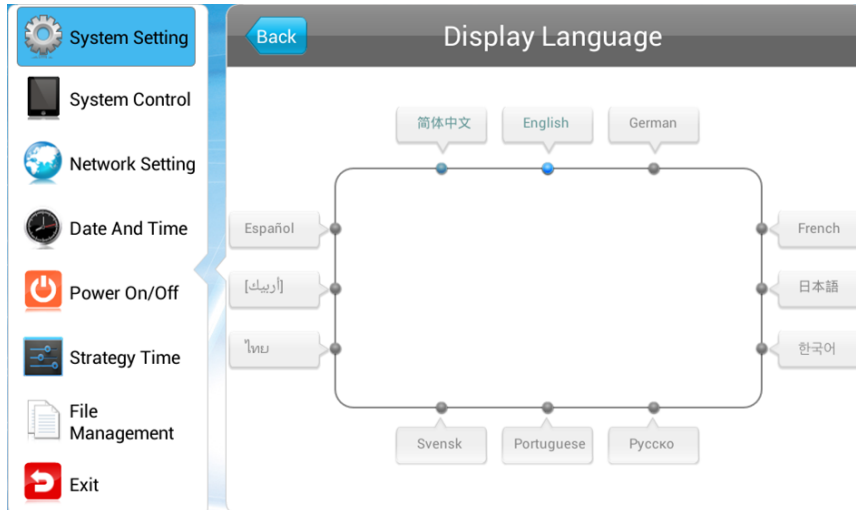 System Setting
System Control
Network Setting
Date And Time
Power On/Off
Strategy Time
File
Management
Exit
Back
Display Language
简体中文
English
German
Español
French
[أربيك]
日本語
ไทย
한국어
Svensk
Portuguese
Русско